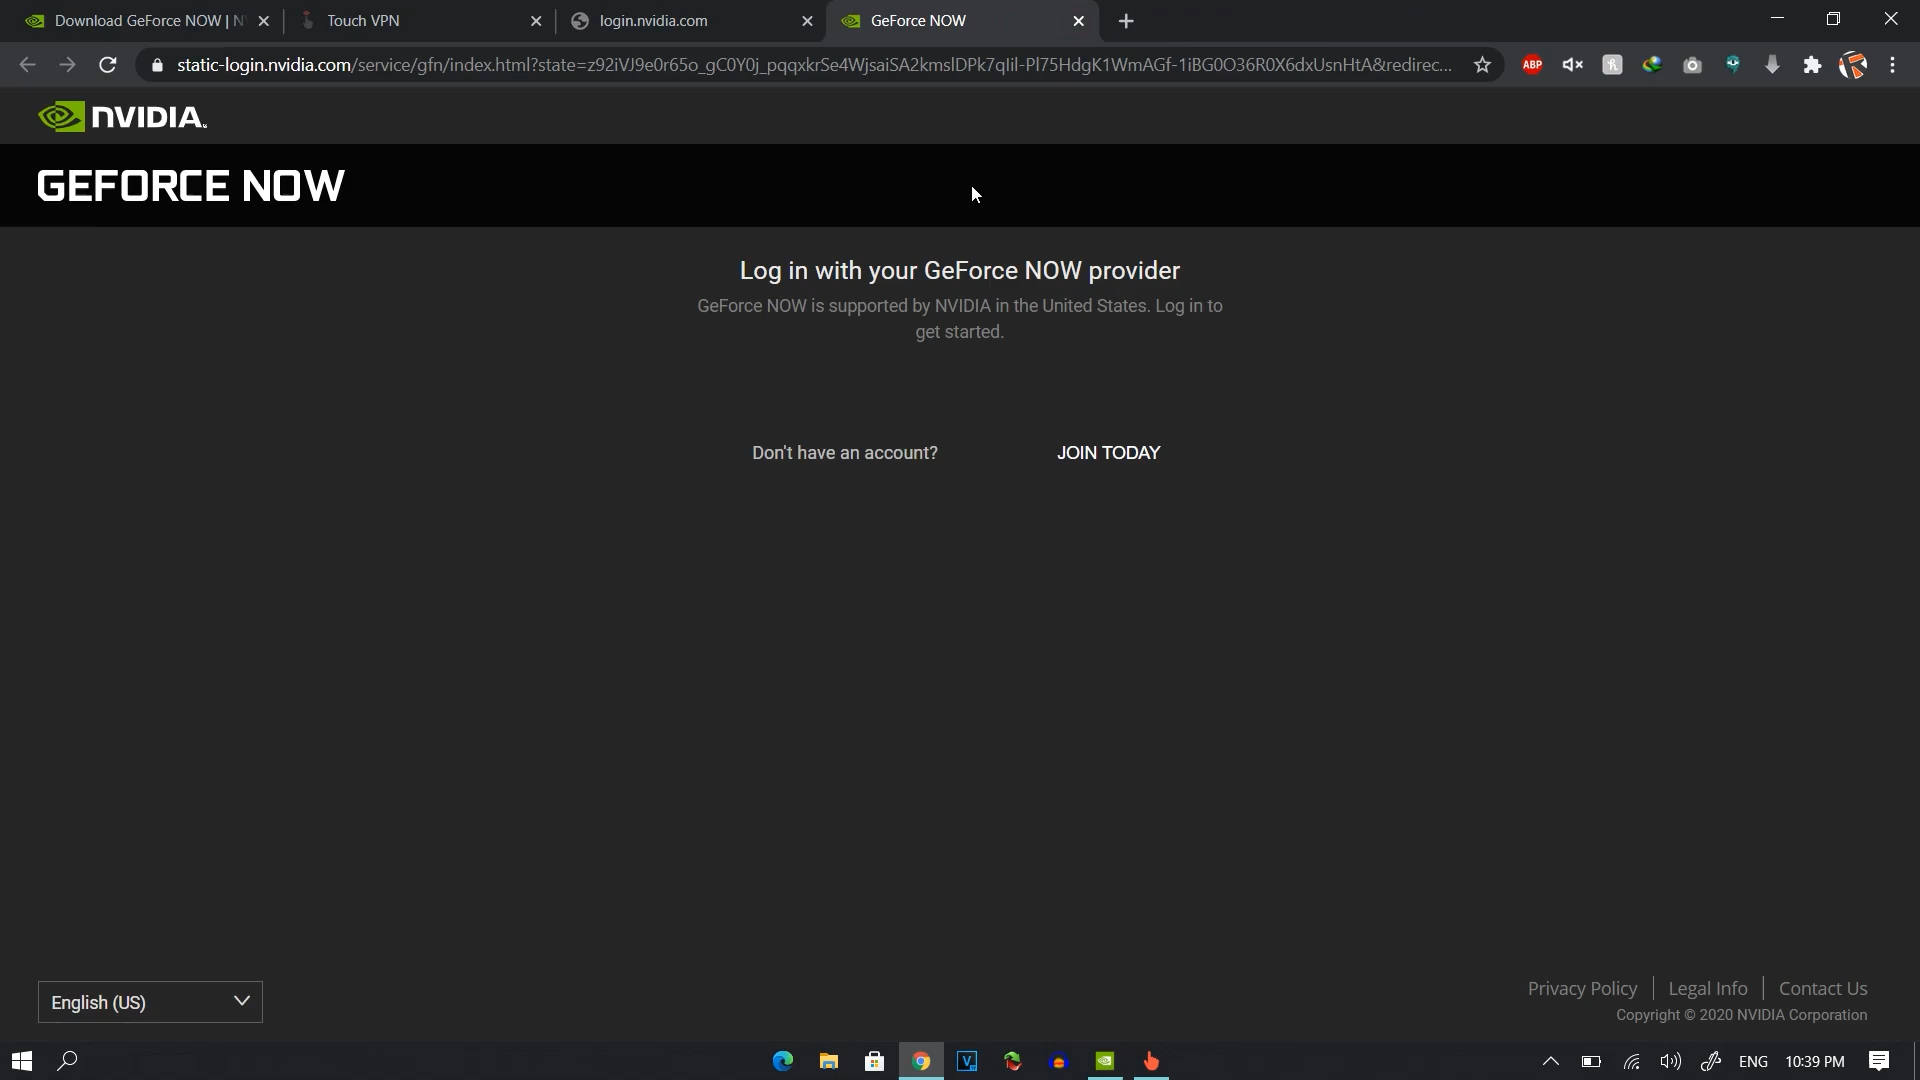 Download GeForce NOW | N
Touch VPN
login.nvidia.com
GeForce NOW
static-login.nvidia.com/service/gfn/index.html?state=z92iVJ9e0r65o_gC0Y0j_pqqxkrSe4WjsaiSA2kmslDPk7qlil-Pl75HdgK1WmAGf-1iBG0O36R0X6dxUsnHtA&redirec...
ABP
NVIDIA.
GEFORCE NOW
Log in with your GeForce NOW provider
GeForce NOW is supported by NVIDIA in the United States. Log in to
get started.
Don't have an account?
JOIN TODAY
English (US)
Privacy Policy
Legal Info
Contact Us
Copyright © 2020 NVIDIA Corporation
V
ENG
10:39 PM